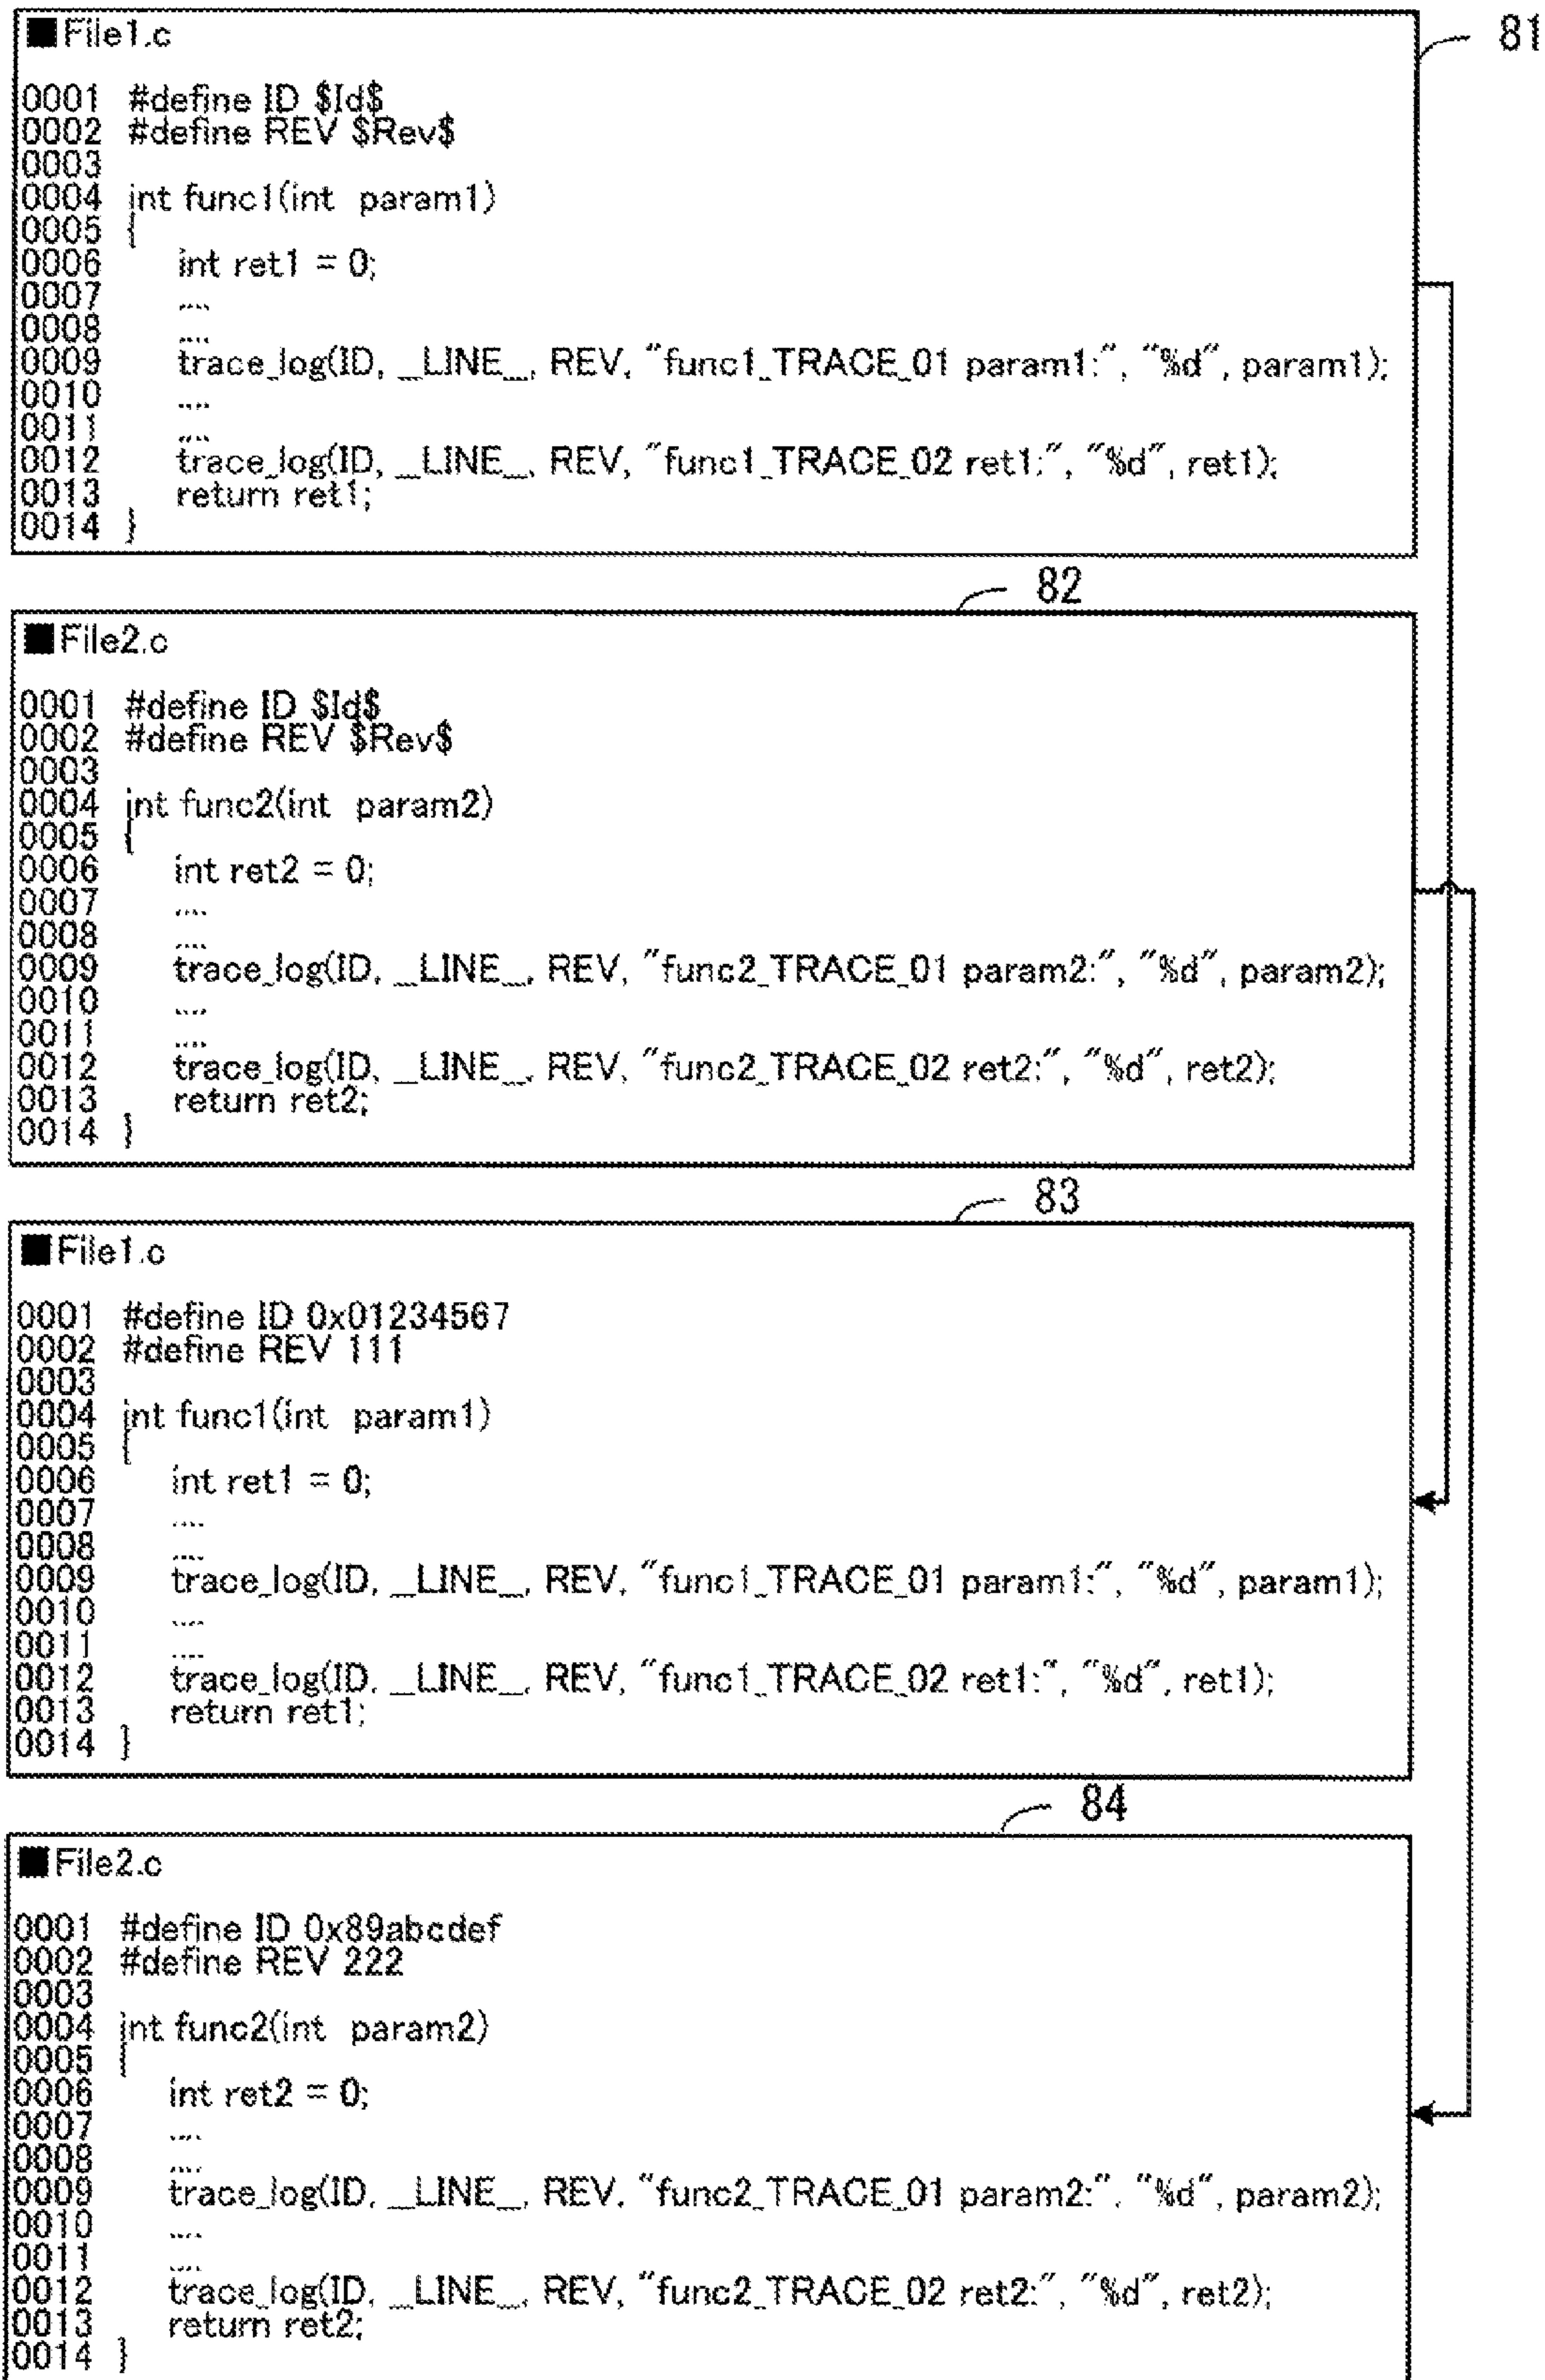 ■File1.c
81
0001 #define ID $Id$
0002 #define REV $Rev$
0003
0004 int func1(int param1)
0005 {
0006 int ret1 = 0;
0007 ....
0008 ....
0009 trace_log(ID, __LINE__, REV, "func1_TRACE_01 param1:", "%d", param1);
0010 ....
0011 ....
0012 trace_log(ID, __LINE__, REV, "func1_TRACE_02 ret1:", "%d", ret1);
0013 return ret1;
0014 }
82
■File2.c
0001 #define ID $Id$
0002 #define REV $Rev$
0003
0004 int func2(int param2)
0005 {
0006 int ret2 = 0;
0007 ....
0008 ....
0009 trace_log(ID, __LINE__, REV, "func2_TRACE_01 param2:", "%d", param2);
0010 ....
0011 ....
0012 trace_log(ID, __LINE__, REV, "func2_TRACE_02 ret2:", "%d", ret2);
0013 return ret2;
0014 }
83
■File1.c
0001 #define ID 0x01234567
0002 #define REV 111
0003
0004 int func1(int param1)
0005 {
0006 int ret1 = 0;
0007 ....
0008 ....
0009 trace_log(ID, __LINE__, REV, "func1_TRACE_01 param1:", "%d", param1);
0010 ....
0011 ....
0012 trace_log(ID, __LINE__, REV, "func1_TRACE_02 ret1:", "%d", ret1);
0013 return ret1;
0014 }
84
■File2.c
0001 #define ID 0x89abcdef
0002 #define REV 222
0003
0004 int func2(int param2)
0005 {
0006 int ret2 = 0;
0007 ....
0008 ....
0009 trace_log(ID, __LINE__, REV, "func2_TRACE_01 param2:", "%d", param2);
0010 ....
0011 ....
0012 trace_log(ID, __LINE__, REV, "func2_TRACE_02 ret2:", "%d", ret2);
0013 return ret2;
0014 }